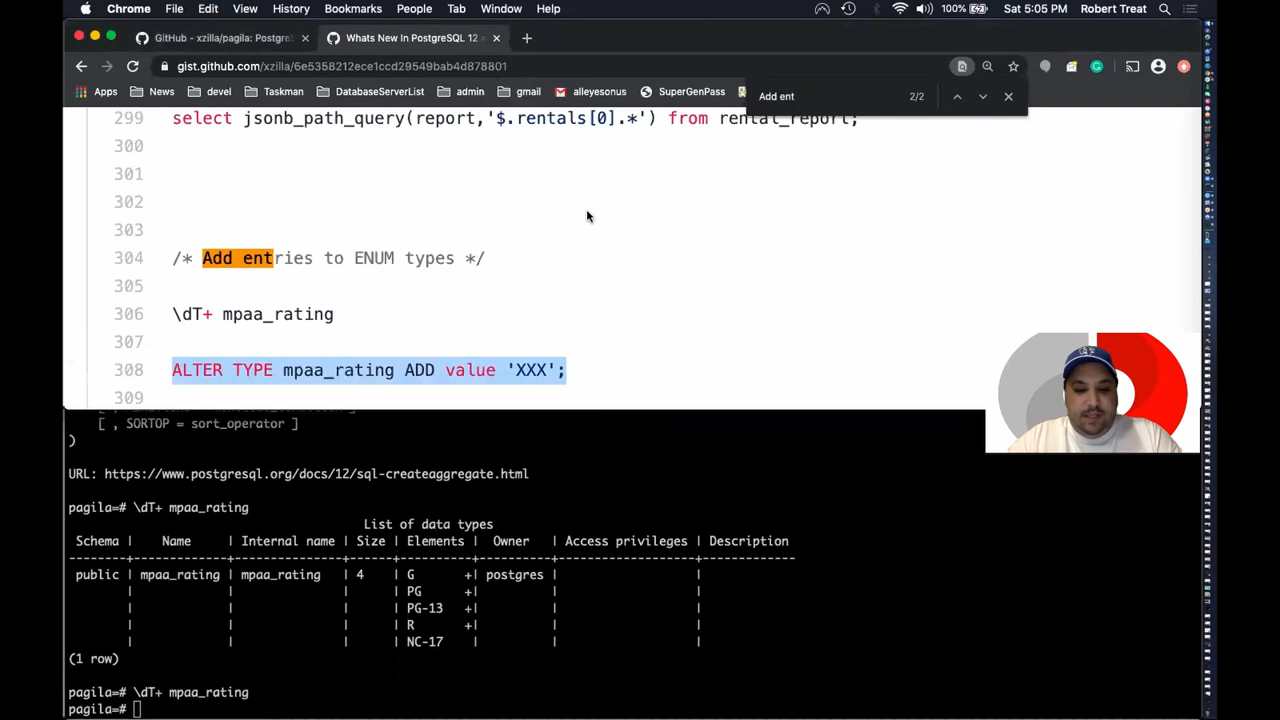 Chrome File Edit View History Bookmarks People Tab Window Help 100% Sat 5:05 PM Robert Treat
GitHub - xzilla/pagila: Postgre Whats New In PostgreSQL 12
gist.github.com/xzilla/6e5358212ece1ccd29549bab4d878801
Apps News devel Taskman DatabaseServerList admin gmail alleyesonus SuperGenPass
Add ent 2/2
299 select jsonb_path_query(report,'$.rentals[0].*') from rental_report;
300
301
302
303
304 /* Add entries to ENUM types */
305
306 \dT+ mpaa_rating
307
308 ALTER TYPE mpaa_rating ADD value 'XXX';
309
[ , SORTOP = sort_operator ]
)
URL: https://www.postgresql.org/docs/12/sql-createaggregate.html
pagila=# \dT+ mpaa_rating
List of data types
Schema | Name | Internal name | Size | Elements | Owner | Access privileges | Description
--------+-------------+---------------+------+----------+----------+-------------------+-------------
public | mpaa_rating | mpaa_rating | 4 | G +| postgres | |
| | | | PG +| | |
| | | | PG-13 +| | |
| | | | R +| | |
| | | | NC-17 | | |
(1 row)
pagila=# \dT+ mpaa_rating
pagila=#